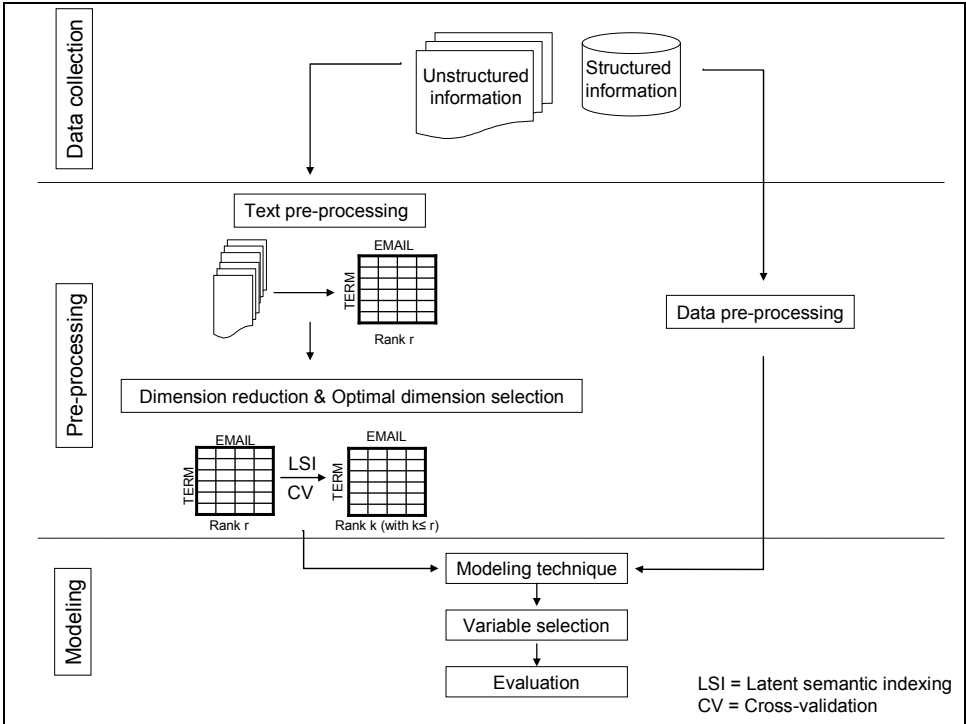 Data collection
Unstructured
information
Structured
information
Pre-processing
Text pre-processing
EMAIL
TERM
Rank r
Data pre-processing
Dimension reduction & Optimal dimension selection
EMAIL
TERM
Rank r
LSI
CV
EMAIL
TERM
Rank k (with k≤ r)
Modeling
Modeling technique
Variable selection
Evaluation
LSI = Latent semantic indexing
CV = Cross-validation